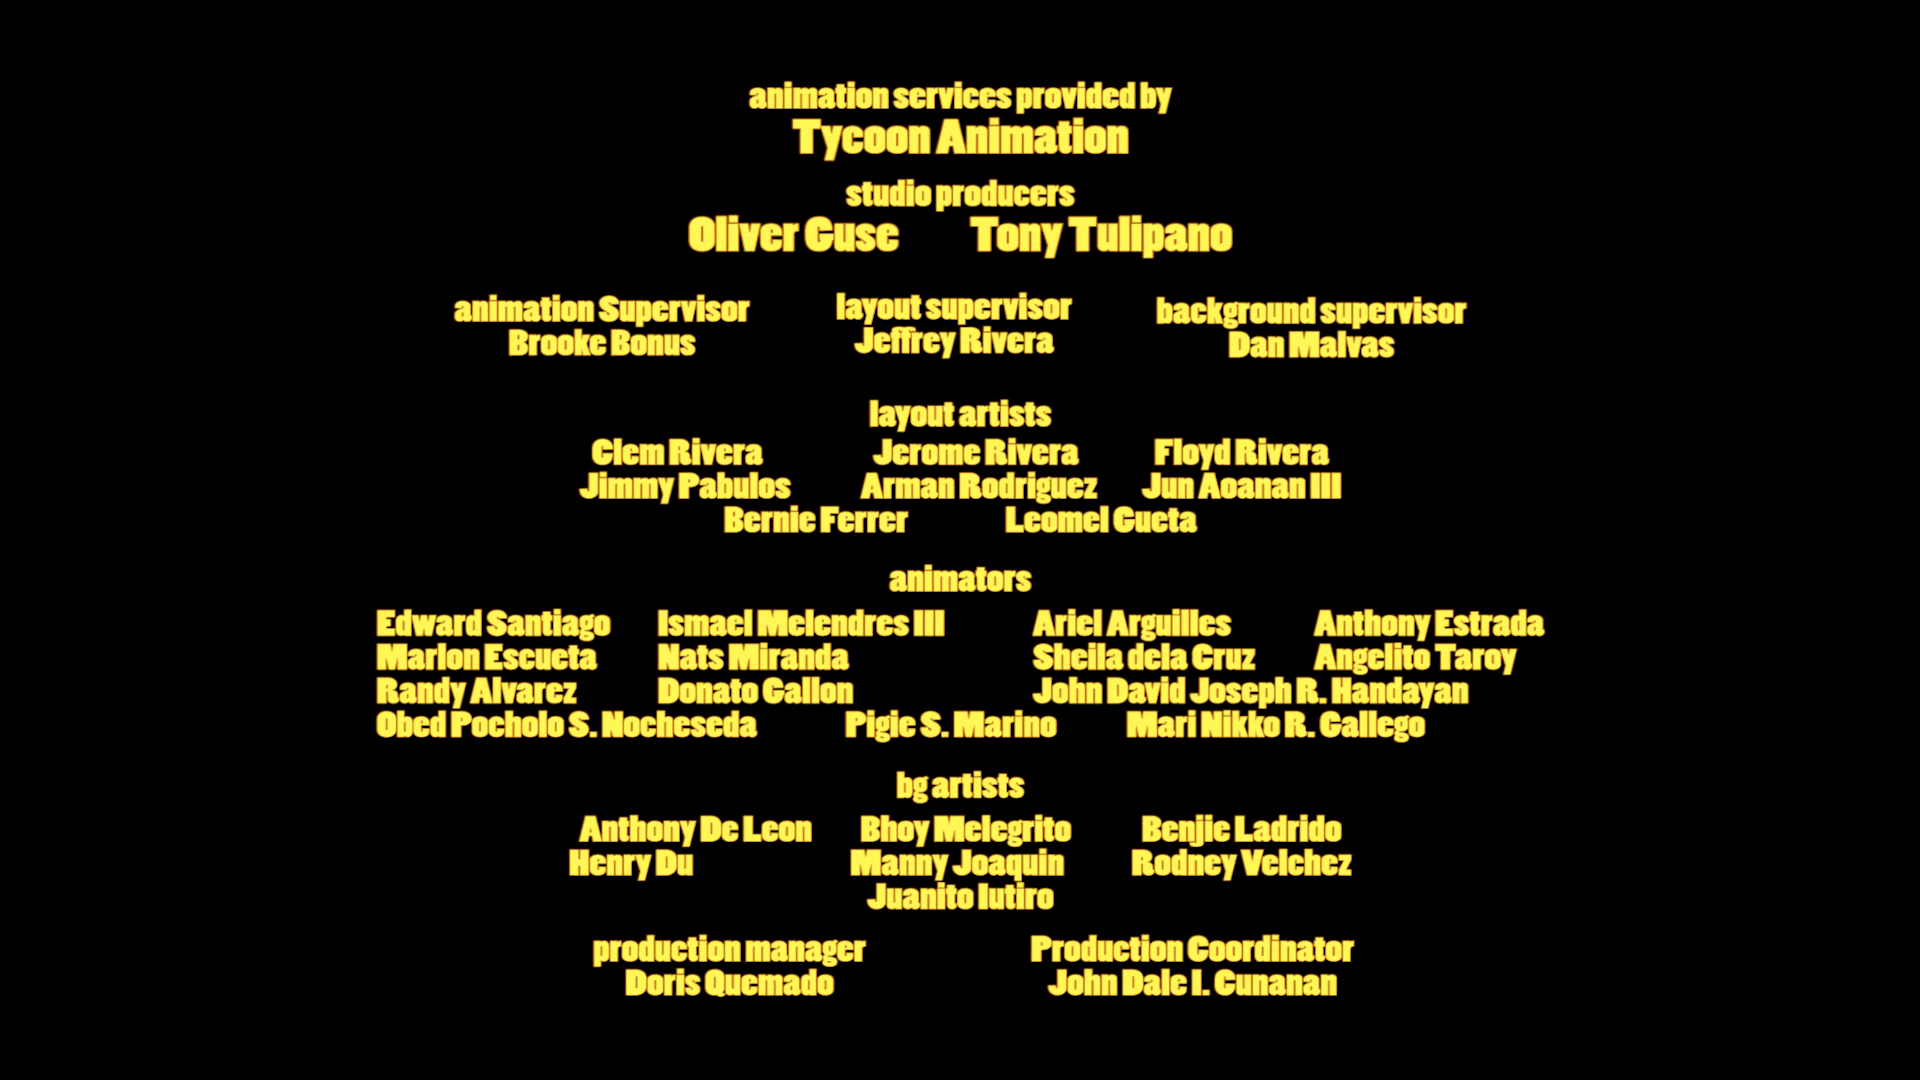 animation services provided by
Tycoon Animation
studio producers
Oliver Guse Tony Tulipano
animation Supervisor layout supervisor background supervisor
Brooke Bonus Jeffrey Rivera Dan Malvas
layout artists
Clem Rivera Jerome Rivera Floyd Rivera
Jimmy Pabulos Arman Rodriguez Jun Aoanan III
Bernie Ferrer Leomel Gueta
animators
Edward Santiago Ismael Melendres III Ariel Arguilles Anthony Estrada
Marlon Escueta Nats Miranda Sheila dela Cruz Angelito Taroy
Randy Alvarez Donato Gallon John David Joseph R. Handayan
Obed Pocholo S. Nocheseda Pigie S. Marino Mari Nikko R. Gallego
bg artists
Anthony De Leon Bhoy Melegrito Benjie Ladrido
Henry Du Manny Joaquin Rodney Velchez
Juanito Iutiro
production manager Production Coordinator
Doris Quemado John Dale I. Cunanan